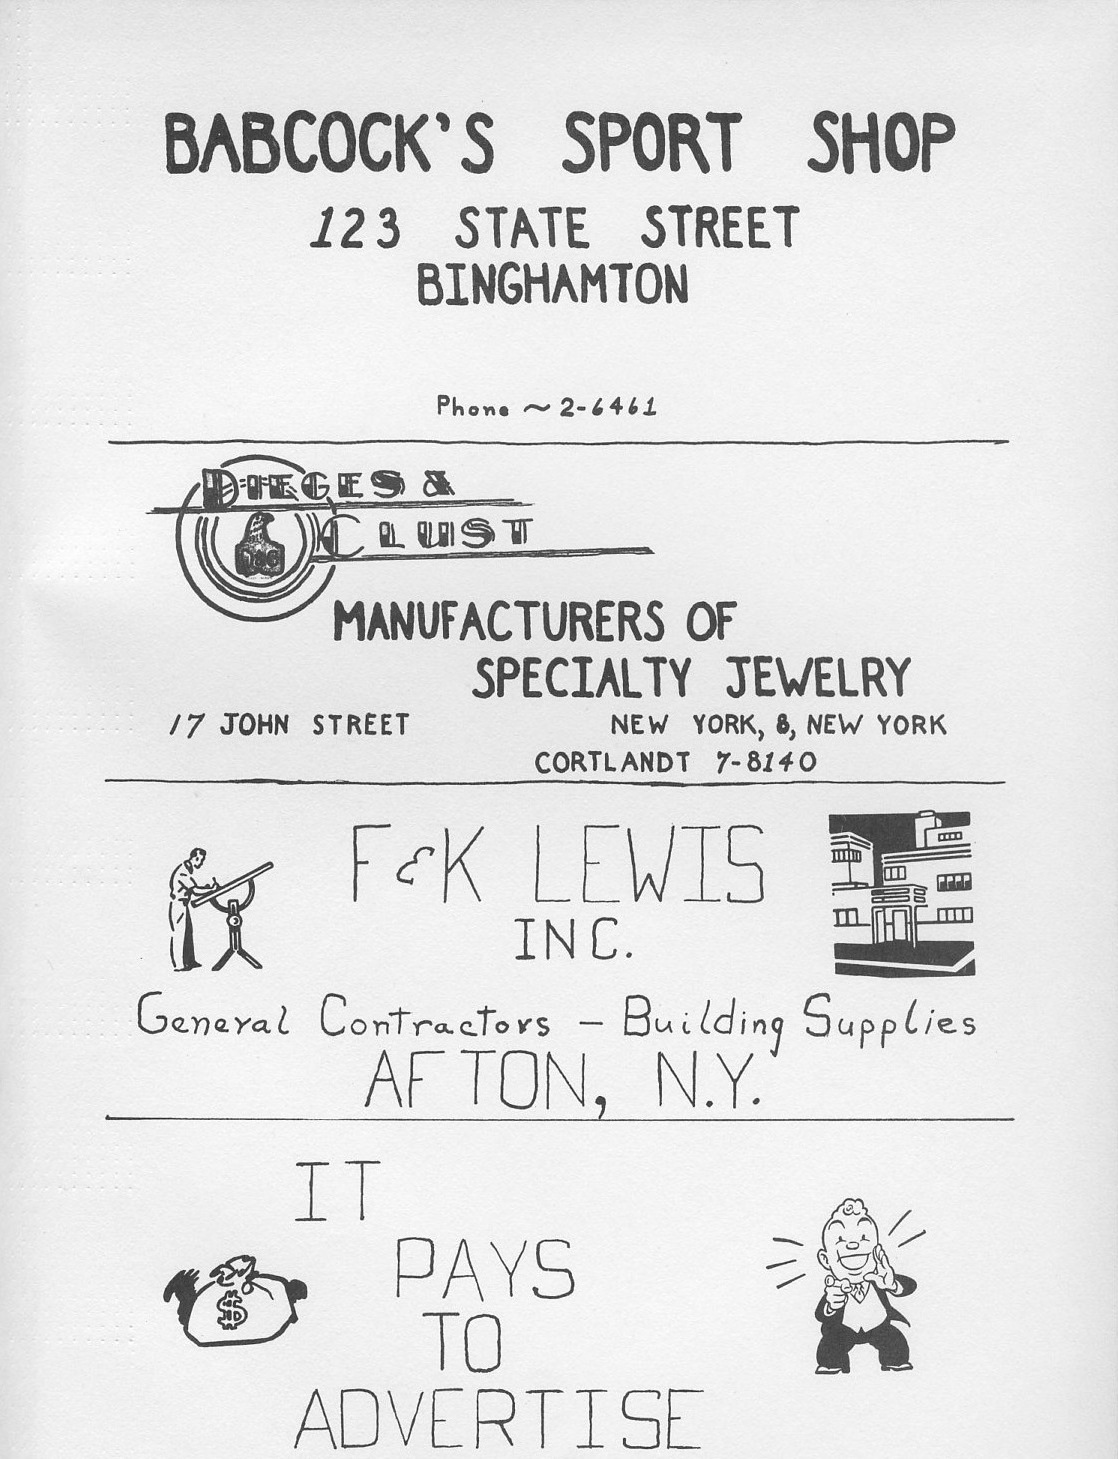 BABCOCK'S SPORT SHOP
123 STATE STREET
BINGHAMTON
Phone ~ 2-6461
DIEGES &
CLUST
MANUFACTURERS OF
SPECIALTY JEWELRY
17 JOHN STREET NEW YORK, 8, NEW YORK
CORTLANDT 7-8140
F & K LEWIS
INC.
General Contractors – Building Supplies
AFTON, N.Y.
IT
PAYS
TO
$
ADVERTISE